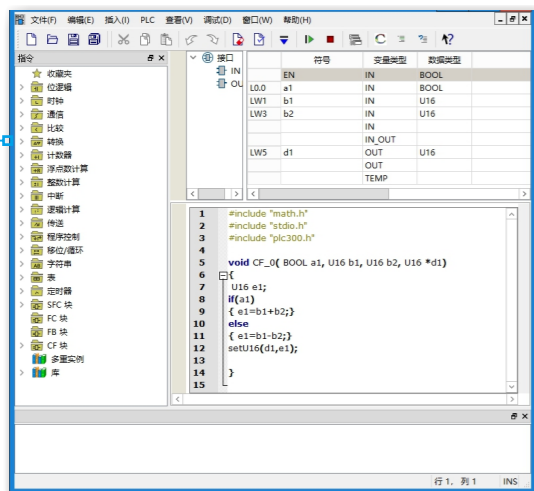 文件(F) 编辑(E) 插入(I) PLC 查看(V) 调试(D) 窗口(W) 帮助(H)
指令
收藏夹
位逻辑
时钟
通信
比较
转换
计数器
浮点数计算
整数计算
中断
逻辑计算
传送
程序控制
移位/循环
字符串
表
定时器
SFC 块
FC 块
FB 块
CF 块
多重实例
库
接口
IN
OU
符号 变量类型 数据类型
EN IN BOOL
L0.0 a1 IN BOOL
LW1 b1 IN U16
LW3 b2 IN U16
IN
IN_OUT
LW5 d1 OUT U16
OUT
TEMP
1 #include "math.h"
2 #include "stdio.h"
3 #include "plc300.h"
4
5 void CF_0( BOOL a1, U16 b1, U16 b2, U16 *d1)
6 {
7 U16 e1;
8 if(a1)
9 { e1=b1+b2;}
10 else
11 { e1=b1-b2;}
12 setU16(d1,e1);
13
14 }
15
行 1, 列 1 INS